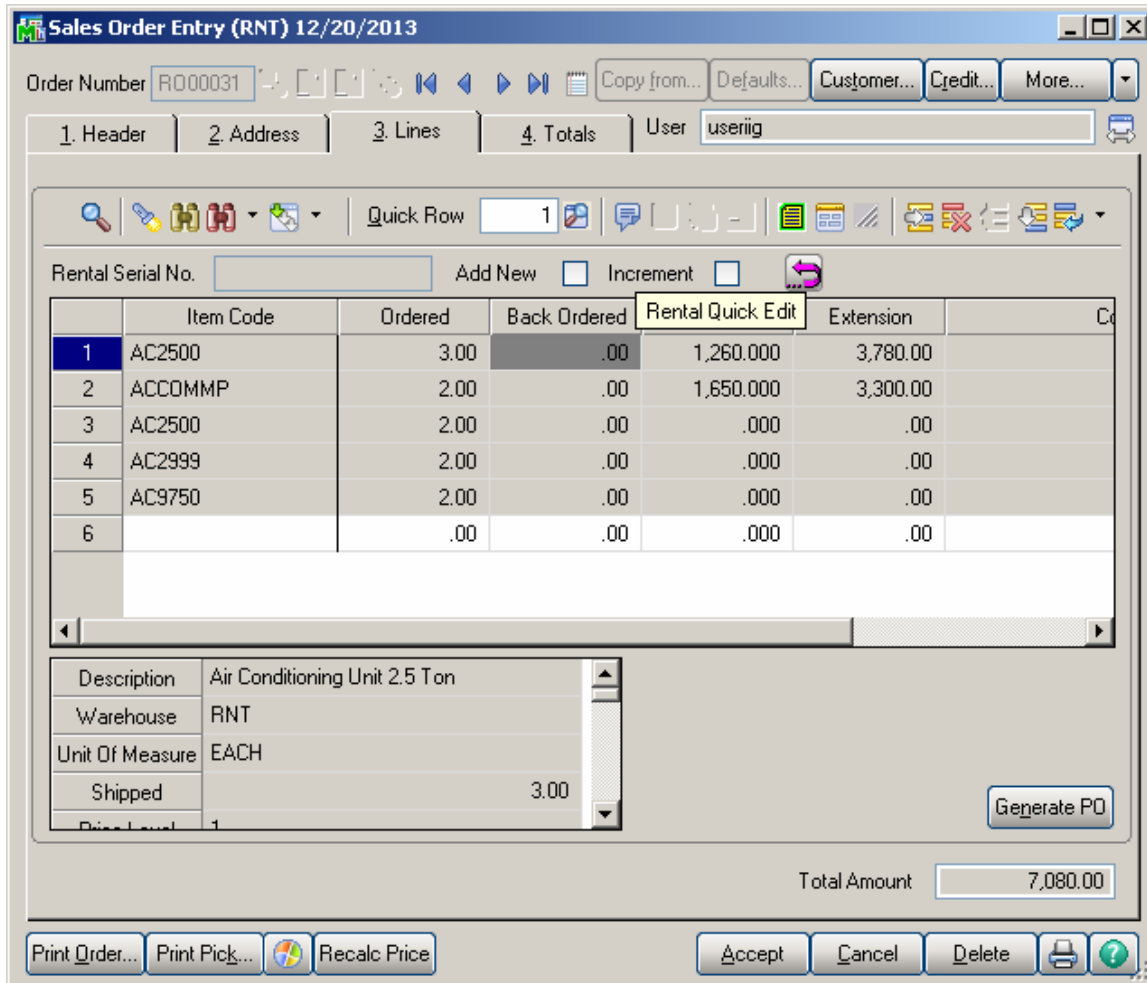 Sales Order Entry (RNT) 12/20/2013
Order Number RO00031 Copy from... Defaults... Customer... Credit... More...
1. Header 2. Address 3. Lines 4. Totals User useriig
Quick Row 1
Rental Serial No. Add New Increment
Rental Quick Edit
Item Code Ordered Back Ordered Extension
1 AC2500 3.00 .00 1,260.000 3,780.00
2 ACCOMMP 2.00 .00 1,650.000 3,300.00
3 AC2500 2.00 .00 .000 .00
4 AC2999 2.00 .00 .000 .00
5 AC9750 2.00 .00 .000 .00
6 .00 .00 .000 .00
Description Air Conditioning Unit 2.5 Ton
Warehouse RNT
Unit Of Measure EACH
Shipped 3.00
Price Level 1
Generate PO
Total Amount 7,080.00
Print Order... Print Pick... Recalc Price Accept Cancel Delete